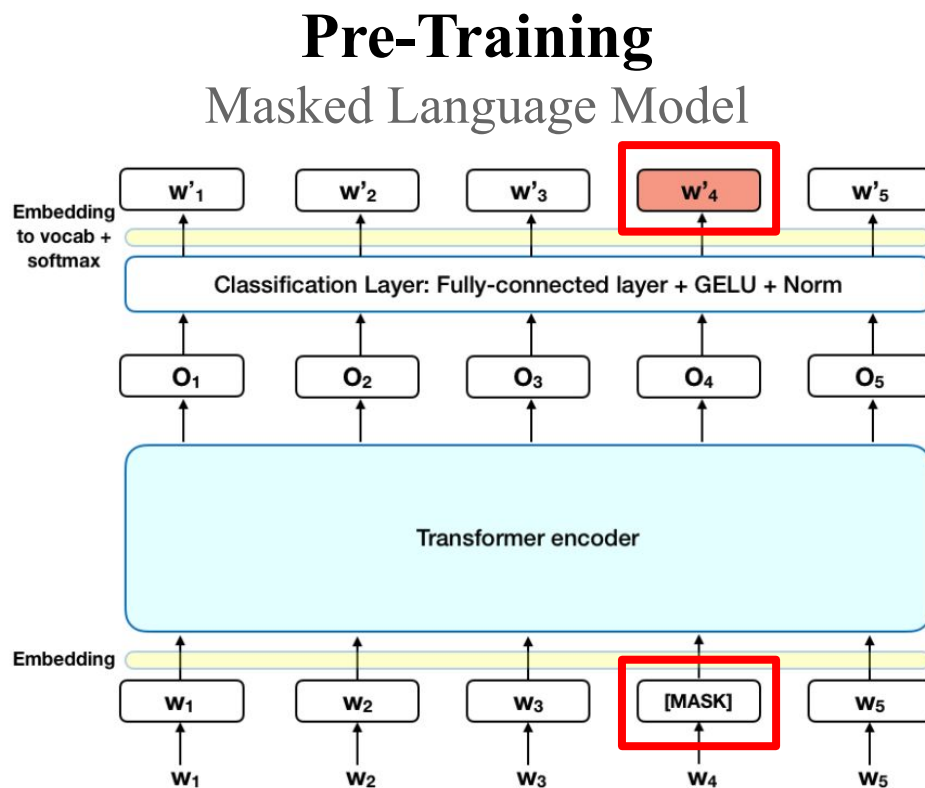 Pre-Training
Masked Language Model
w'₁ w'₂ w'₃ w'₄ w'₅
Embedding
to vocab +
softmax
Classification Layer: Fully-connected layer + GELU + Norm
O₁ O₂ O₃ O₄ O₅
Transformer encoder
Embedding
W₁ W₂ W₃ [MASK] W₅
W₁ W₂ W₃ W₄ W₅